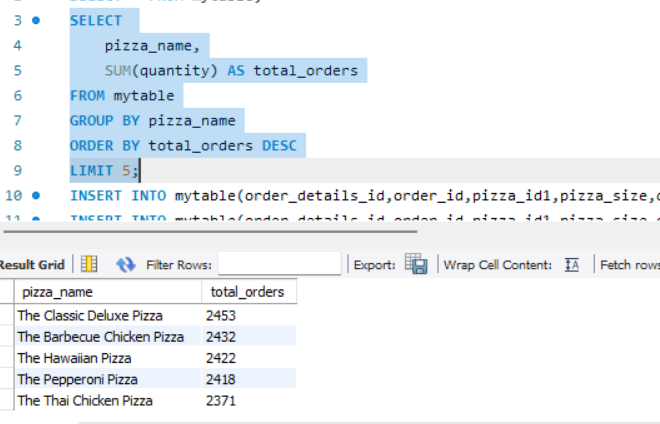 3 SELECT
4 pizza_name,
5 SUM(quantity) AS total_orders
6 FROM mytable
7 GROUP BY pizza_name
8 ORDER BY total_orders DESC
9 LIMIT 5;
10 INSERT INTO mytable(order_details_id,order_id,pizza_id1,pizza_size,
11 INSERT INTO mytable(order_details_id,order_id,pizza_id1,pizza_size,
Result Grid Filter Rows: Export: Wrap Cell Content: IA Fetch rows
pizza_name total_orders
The Classic Deluxe Pizza 2453
The Barbecue Chicken Pizza 2432
The Hawaiian Pizza 2422
The Pepperoni Pizza 2418
The Thai Chicken Pizza 2371